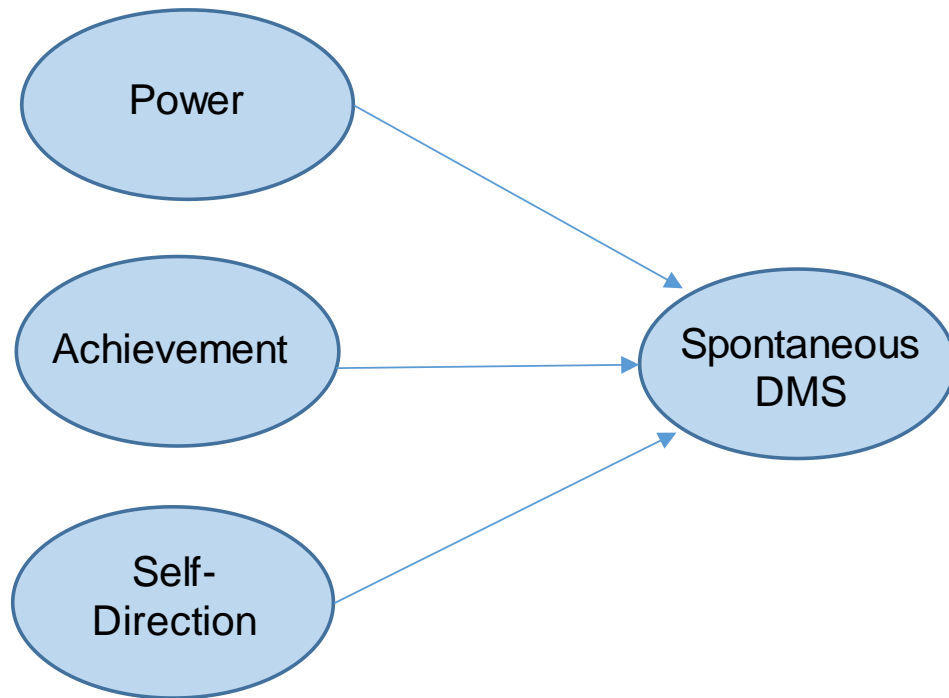 Power
Achievement
Spontaneous
DMS
Self-
Direction